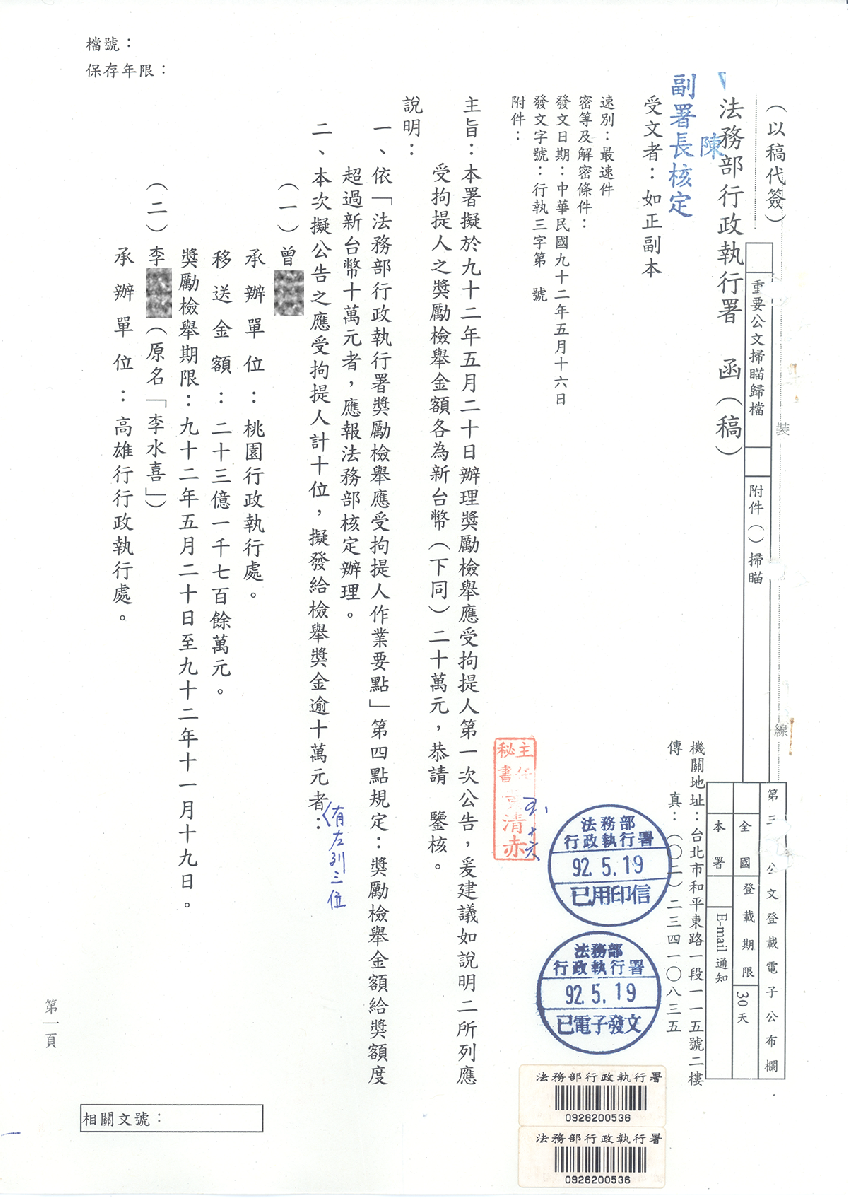 檔號：
保存年限：
（以稿代簽）
重要公文掃瞄歸檔
附件（）掃瞄
裝
線
公文登載電子公布欄
全國登載期限30天
本署E-mail通知
法務部行政執行署　函（稿）
陳
副署長核定
機關地址：台北市和平東路一段一一五號二樓
傳　真：（〇二）二三四一〇八三五
受文者：如正副本
速別：最速件
密等及解密條件：
發文日期：中華民國九十二年五月十六日
發文字號：行執三字第　號
附件：
法務部
行政執行署
92.5.19
已用印信
法務部
行政執行署
92.5.19
已電子發文
主旨：本署擬於九十二年五月二十日辦理獎勵檢舉應受拘提人第一次公告，爰建議如說明二所列應
受拘提人之獎勵檢舉金額各為新台幣（下同）二十萬元，恭請　鑒核。
說明：
一、依「法務部行政執行署獎勵檢舉應受拘提人作業要點」第四點規定：獎勵檢舉金額給獎額度
超過新台幣十萬元者，應報法務部核定辦理。
二、本次擬公告之應受拘提人計十位，擬發給檢舉獎金逾十萬元者：
有左列三位
（一）曾
承辦單位：桃園行政執行處。
移送金額：二十三億一千七百餘萬元。
獎勵檢舉期限：九十二年五月二十日至九十二年十一月十九日。
（二）李（原名「李水喜」）
承辦單位：高雄行行政執行處。
第一頁
相關文號：
法務部行政執行署
0926200536
法務部行政執行署
0926200536